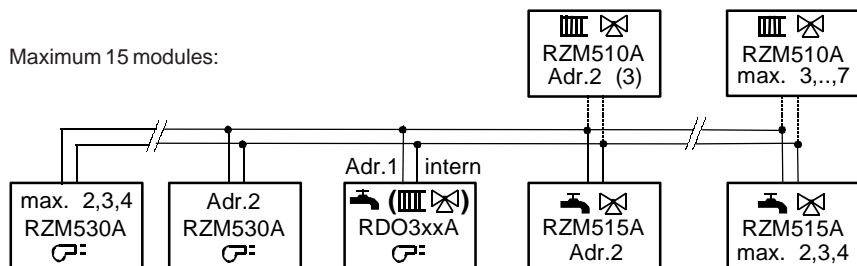 Maximum 15 modules:
RZM510A
Adr.2 (3)
RZM510A
max. 3,..,7
Adr.1 intern
max. 2,3,4
RZM530A
Adr.2
RZM530A
( )
RDO3xxA
RZM515A
Adr.2
RZM515A
max. 2,3,4